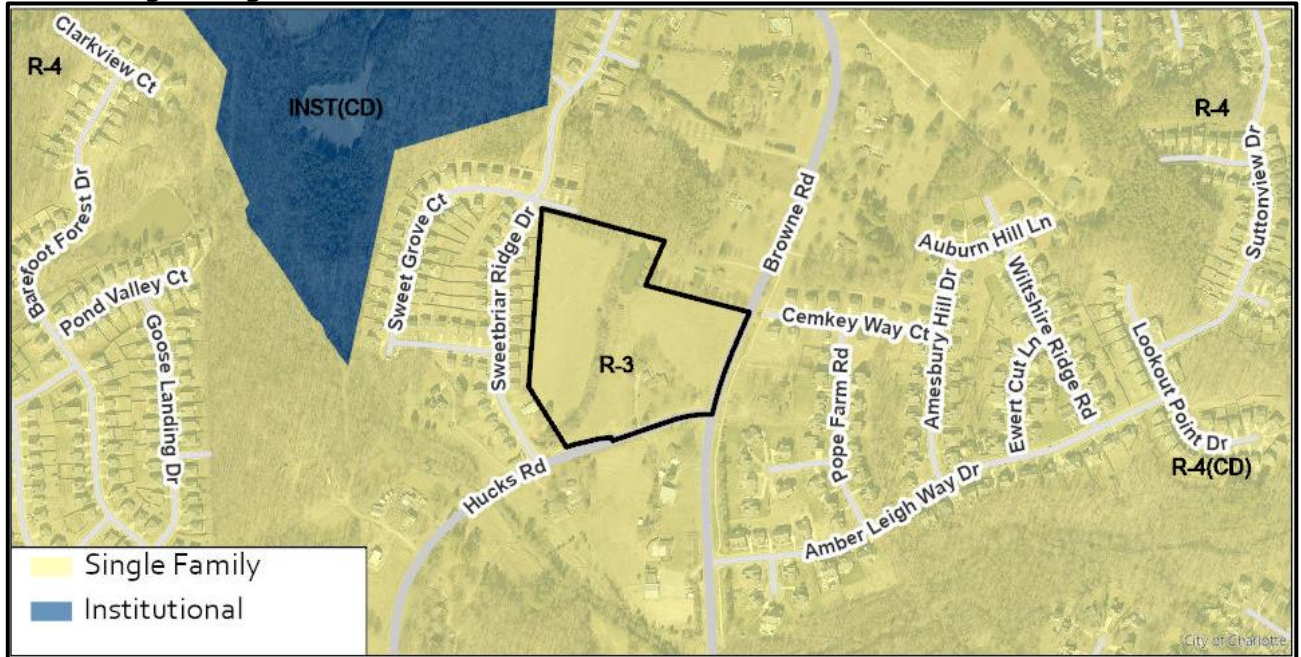 Clarkview Ct
R-4
INST(CD)
R-4
Suttonview Dr
Barefoot Forest Dr
Browne Rd
Sweet Grove Ct
Sweetbriar Ridge Dr
Auburn Hill Ln
Pond Valley Ct
Goose Landing Dr
Cemkey Way Ct
Amesbury Hill Dr
Wiltshire Ridge Rd
Ewert Cut Ln
Lookout Point Dr
R-3
Pope Farm Rd
R-4(CD)
Hucks Rd
Amber Leigh Way Dr
Single Family
Institutional
City of Charlotte